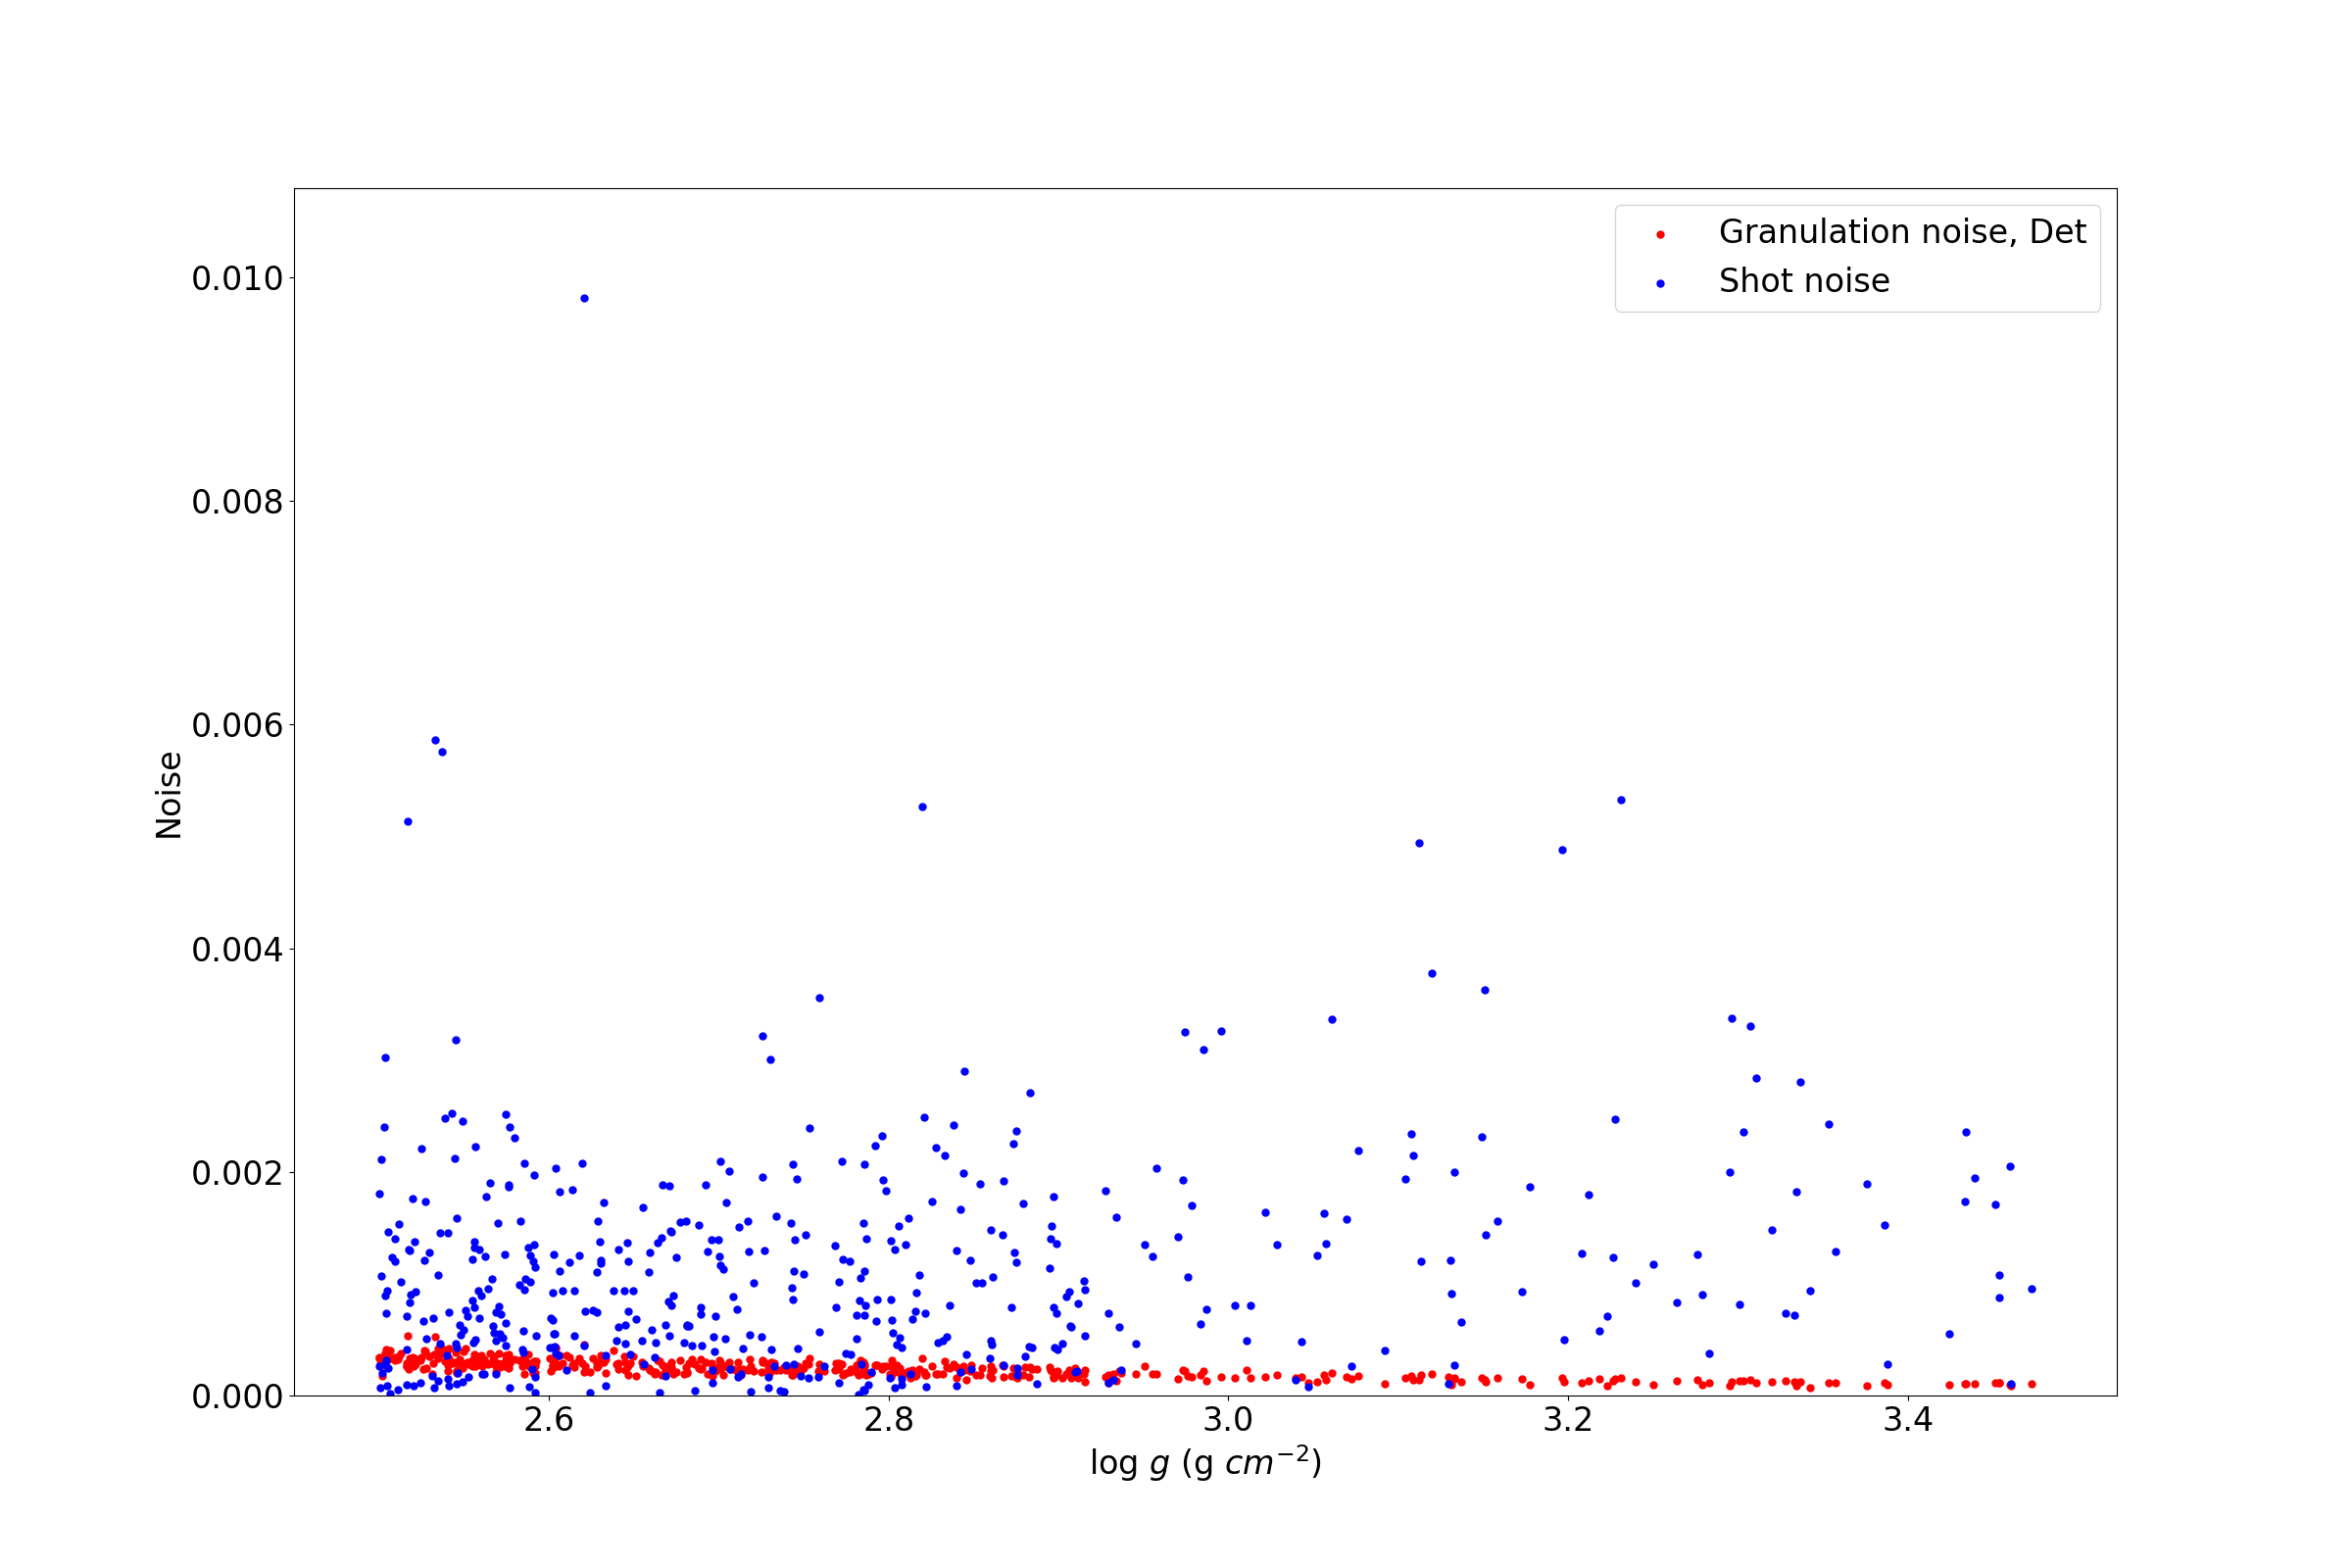 Granulation noise, Det
Shot noise
0.010
0.008
0.006
0.004
0.002
0.000
Noise
2.6 2.8 3.0 3.2 3.4
log g (g cm⁻²)